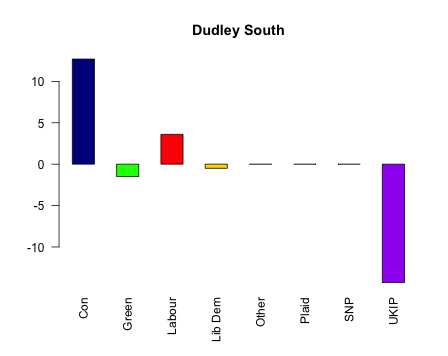 Dudley South
10
5
0
-5
-10
Con
Green
Labour
Lib Dem
Other
Plaid
SNP
UKIP